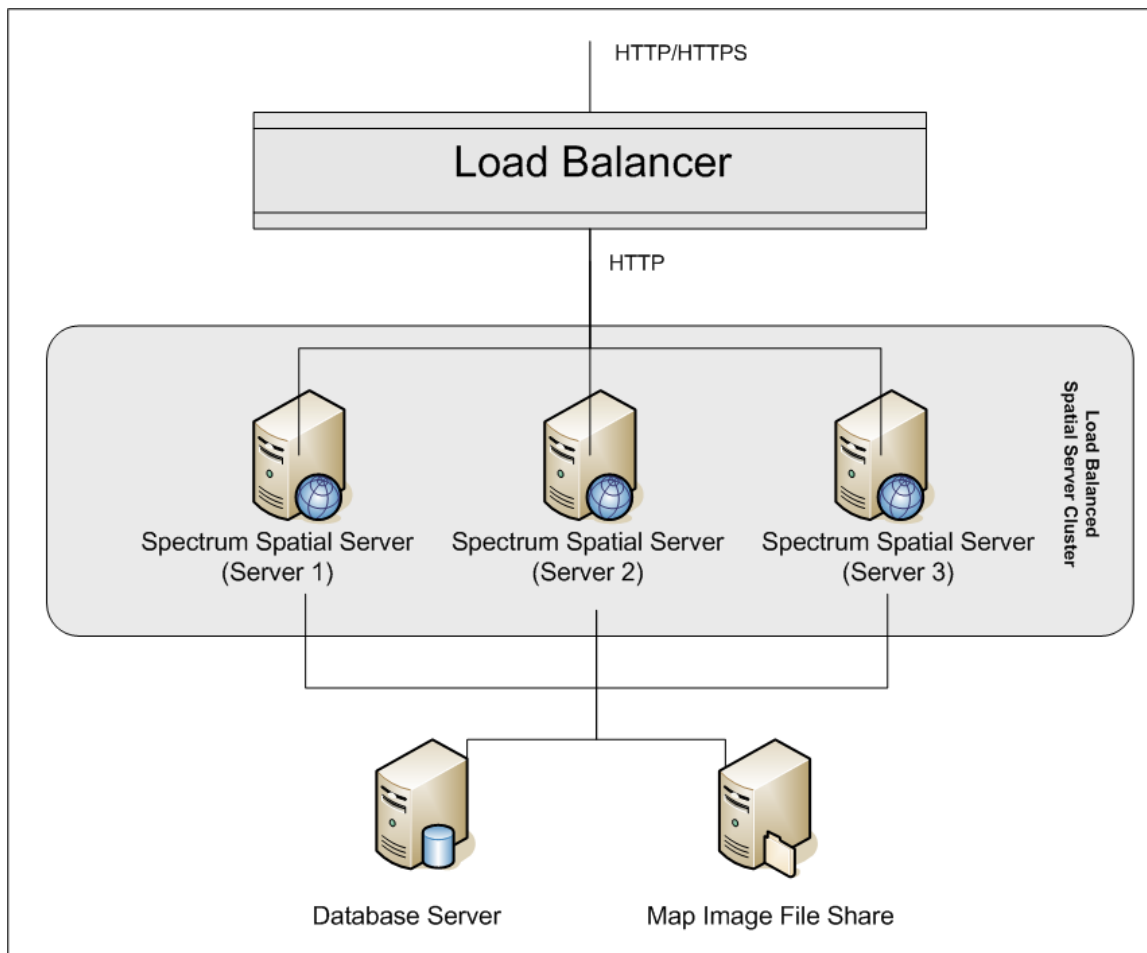 HTTP/HTTPS
Load Balancer
HTTP
Load Balanced
Spatial Server Cluster
Spectrum Spatial Server
(Server 1)
Spectrum Spatial Server
(Server 2)
Spectrum Spatial Server
(Server 3)
Database Server
Map Image File Share